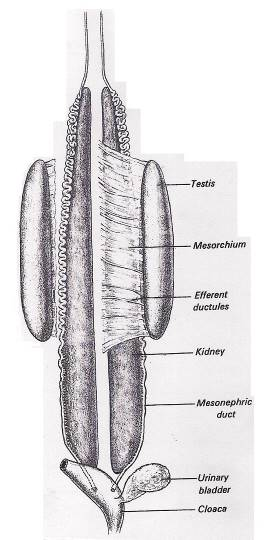 Testis
Mesorchium
Efferent
ductules
Kidney
Mesonephric
duct
Urinary
bladder
Cloaca